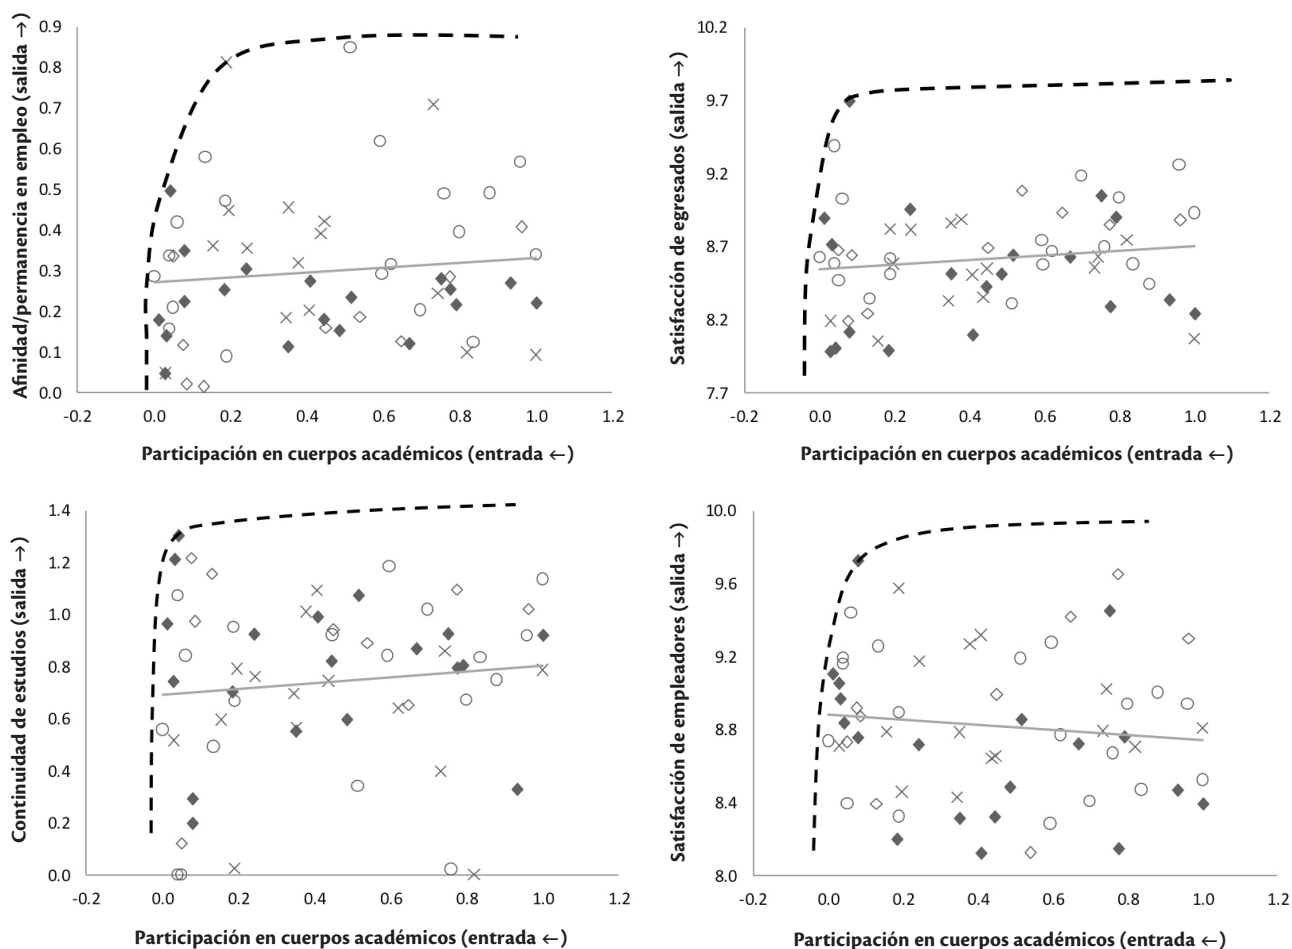 Afinidad/permanencia en empleo (salida →)
0.9
0.8
0.7
0.6
0.5
0.4
0.3
0.2
0.1
0.0
-0.2 0.0 0.2 0.4 0.6 0.8 1.0 1.2
Participación en cuerpos académicos (entrada ←)
Satisfacción de egresados (salida →)
10.2
9.7
9.2
8.7
8.2
7.7
-0.2 0.0 0.2 0.4 0.6 0.8 1.0 1.2
Participación en cuerpos académicos (entrada ←)
Continuidad de estudios (salida →)
1.4
1.2
1.0
0.8
0.6
0.4
0.2
0.0
-0.2 0.0 0.2 0.4 0.6 0.8 1.0 1.2
Participación en cuerpos académicos (entrada ←)
Satisfacción de empleadores (salida →)
10.0
9.6
9.2
8.8
8.4
8.0
-0.2 0.0 0.2 0.4 0.6 0.8 1.0 1.2
Participación en cuerpos académicos (entrada ←)